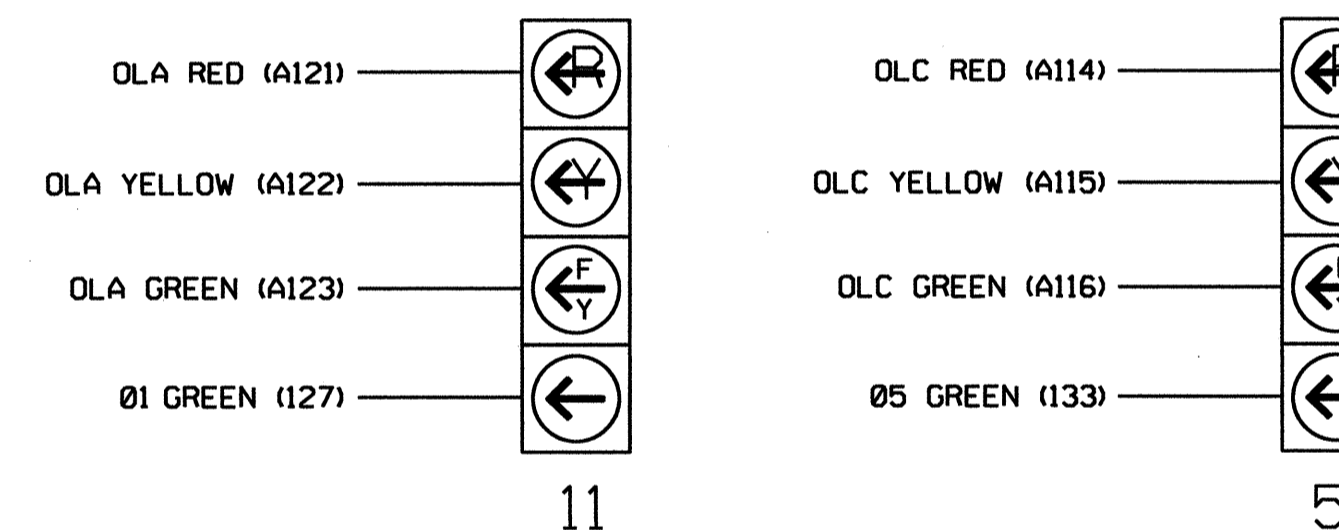 OLA RED (A121)
R
OLA YELLOW (A122)
Y
OLA GREEN (A123)
F
Y
01 GREEN (127)
11
OLC RED (A114)
OLC YELLOW (A115)
OLC GREEN (A116)
05 GREEN (133)
5